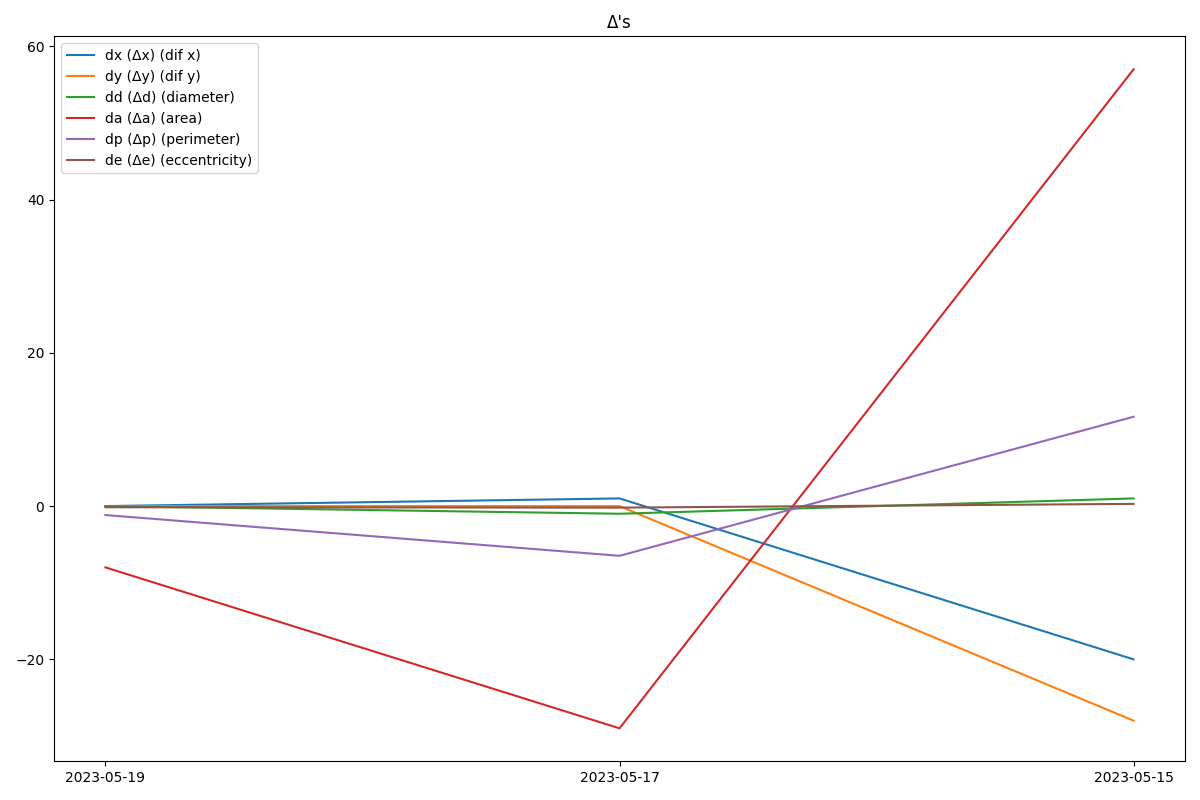 Δ's
dx (Δx) (dif x)
dy (Δy) (dif y)
dd (Δd) (diameter)
da (Δa) (area)
dp (Δp) (perimeter)
de (Δe) (eccentricity)
60
40
20
0
−20
2023-05-19
2023-05-17
2023-05-15